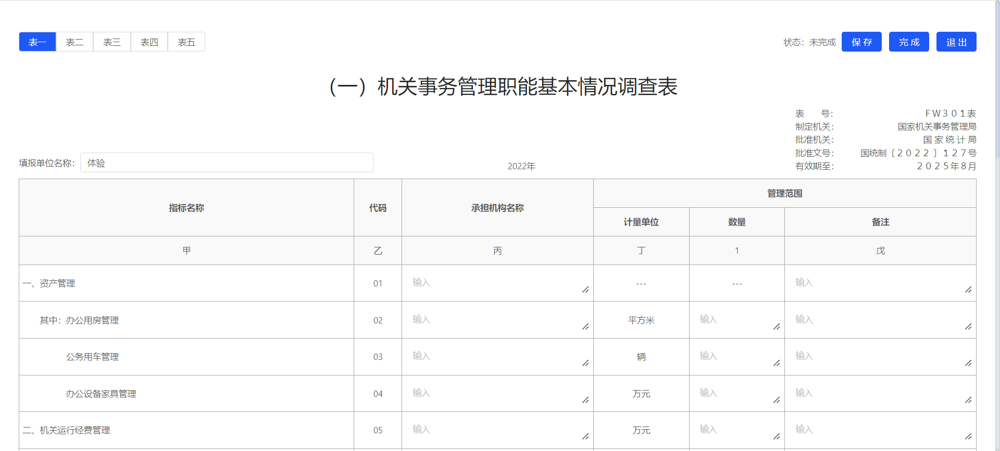 表一 表二 表三 表四 表五 状态：未完成 保存 完成 退出
（一）机关事务管理职能基本情况调查表
表　　号： FW３０１表
制定机关： 国家机关事务管理局
批准机关： 国 家 统 计 局
批准文号： 国统制〔２０２２〕１２７号
填报单位名称： 体验 2022年 有效期至： ２０２５年８月
指标名称 代码 承担机构名称 管理范围
计量单位 数量 备注
甲 乙 丙 丁 1 戊
一、资产管理 01 输入 --- --- 输入
其中：办公用房管理 02 输入 平方米 输入 输入
公务用车管理 03 输入 辆 输入 输入
办公设备家具管理 04 输入 万元 输入 输入
二、机关运行经费管理 05 输入 万元 输入 输入